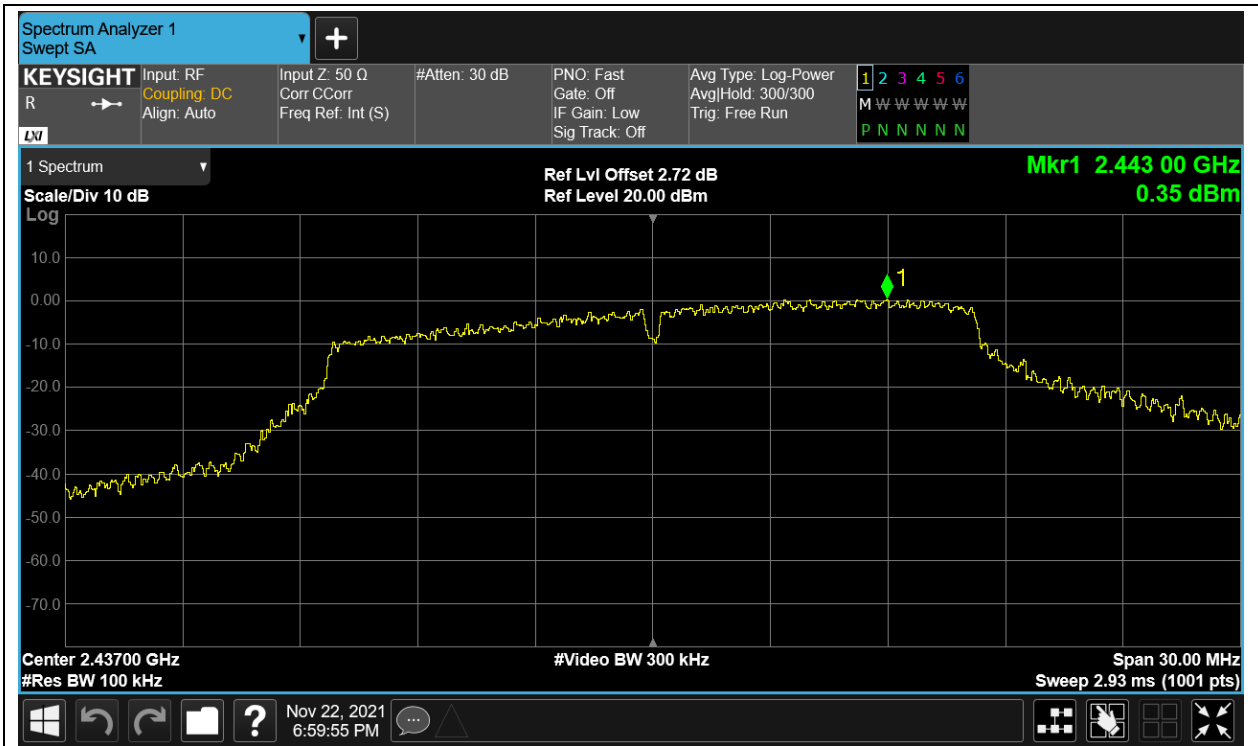 Spectrum Analyzer 1
Swept SA
KEYSIGHT
R
LXI
Input: RF
Coupling: DC
Align: Auto
Input Z: 50 Ω
Corr CCorr
Freq Ref: Int (S)
#Atten: 30 dB
PNO: Fast
Gate: Off
IF Gain: Low
Sig Track: Off
Avg Type: Log-Power
Avg|Hold: 300/300
Trig: Free Run
1 2 3 4 5 6
M W W W W W
P N N N N N
1 Spectrum
Scale/Div 10 dB
Log
Ref Lvl Offset 2.72 dB
Ref Level 20.00 dBm
Mkr1 2.443 00 GHz
0.35 dBm
10.0
0.00
-10.0
-20.0
-30.0
-40.0
-50.0
-60.0
-70.0
1
Center 2.43700 GHz
#Res BW 100 kHz
#Video BW 300 kHz
Span 30.00 MHz
Sweep 2.93 ms (1001 pts)
?
Nov 22, 2021
6:59:55 PM